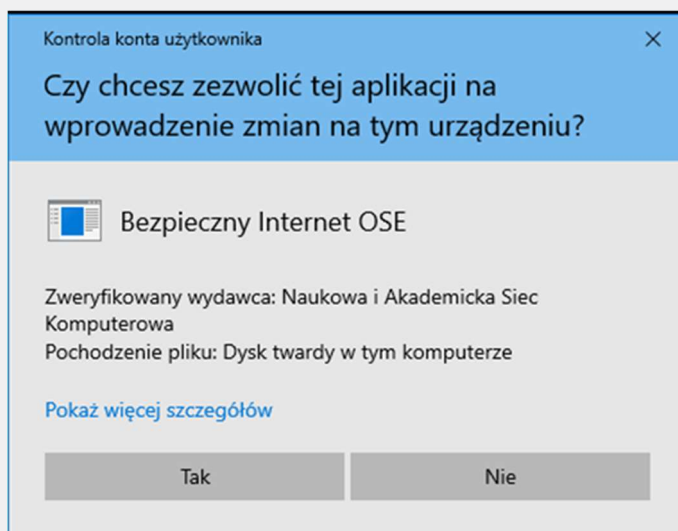 Kontrola konta użytkownika
Czy chcesz zezwolić tej aplikacji na
wprowadzenie zmian na tym urządzeniu?
Bezpieczny Internet OSE
Zweryfikowany wydawca: Naukowa i Akademicka Siec
Komputerowa
Pochodzenie pliku: Dysk twardy w tym komputerze
Pokaż więcej szczegółów
Tak
Nie